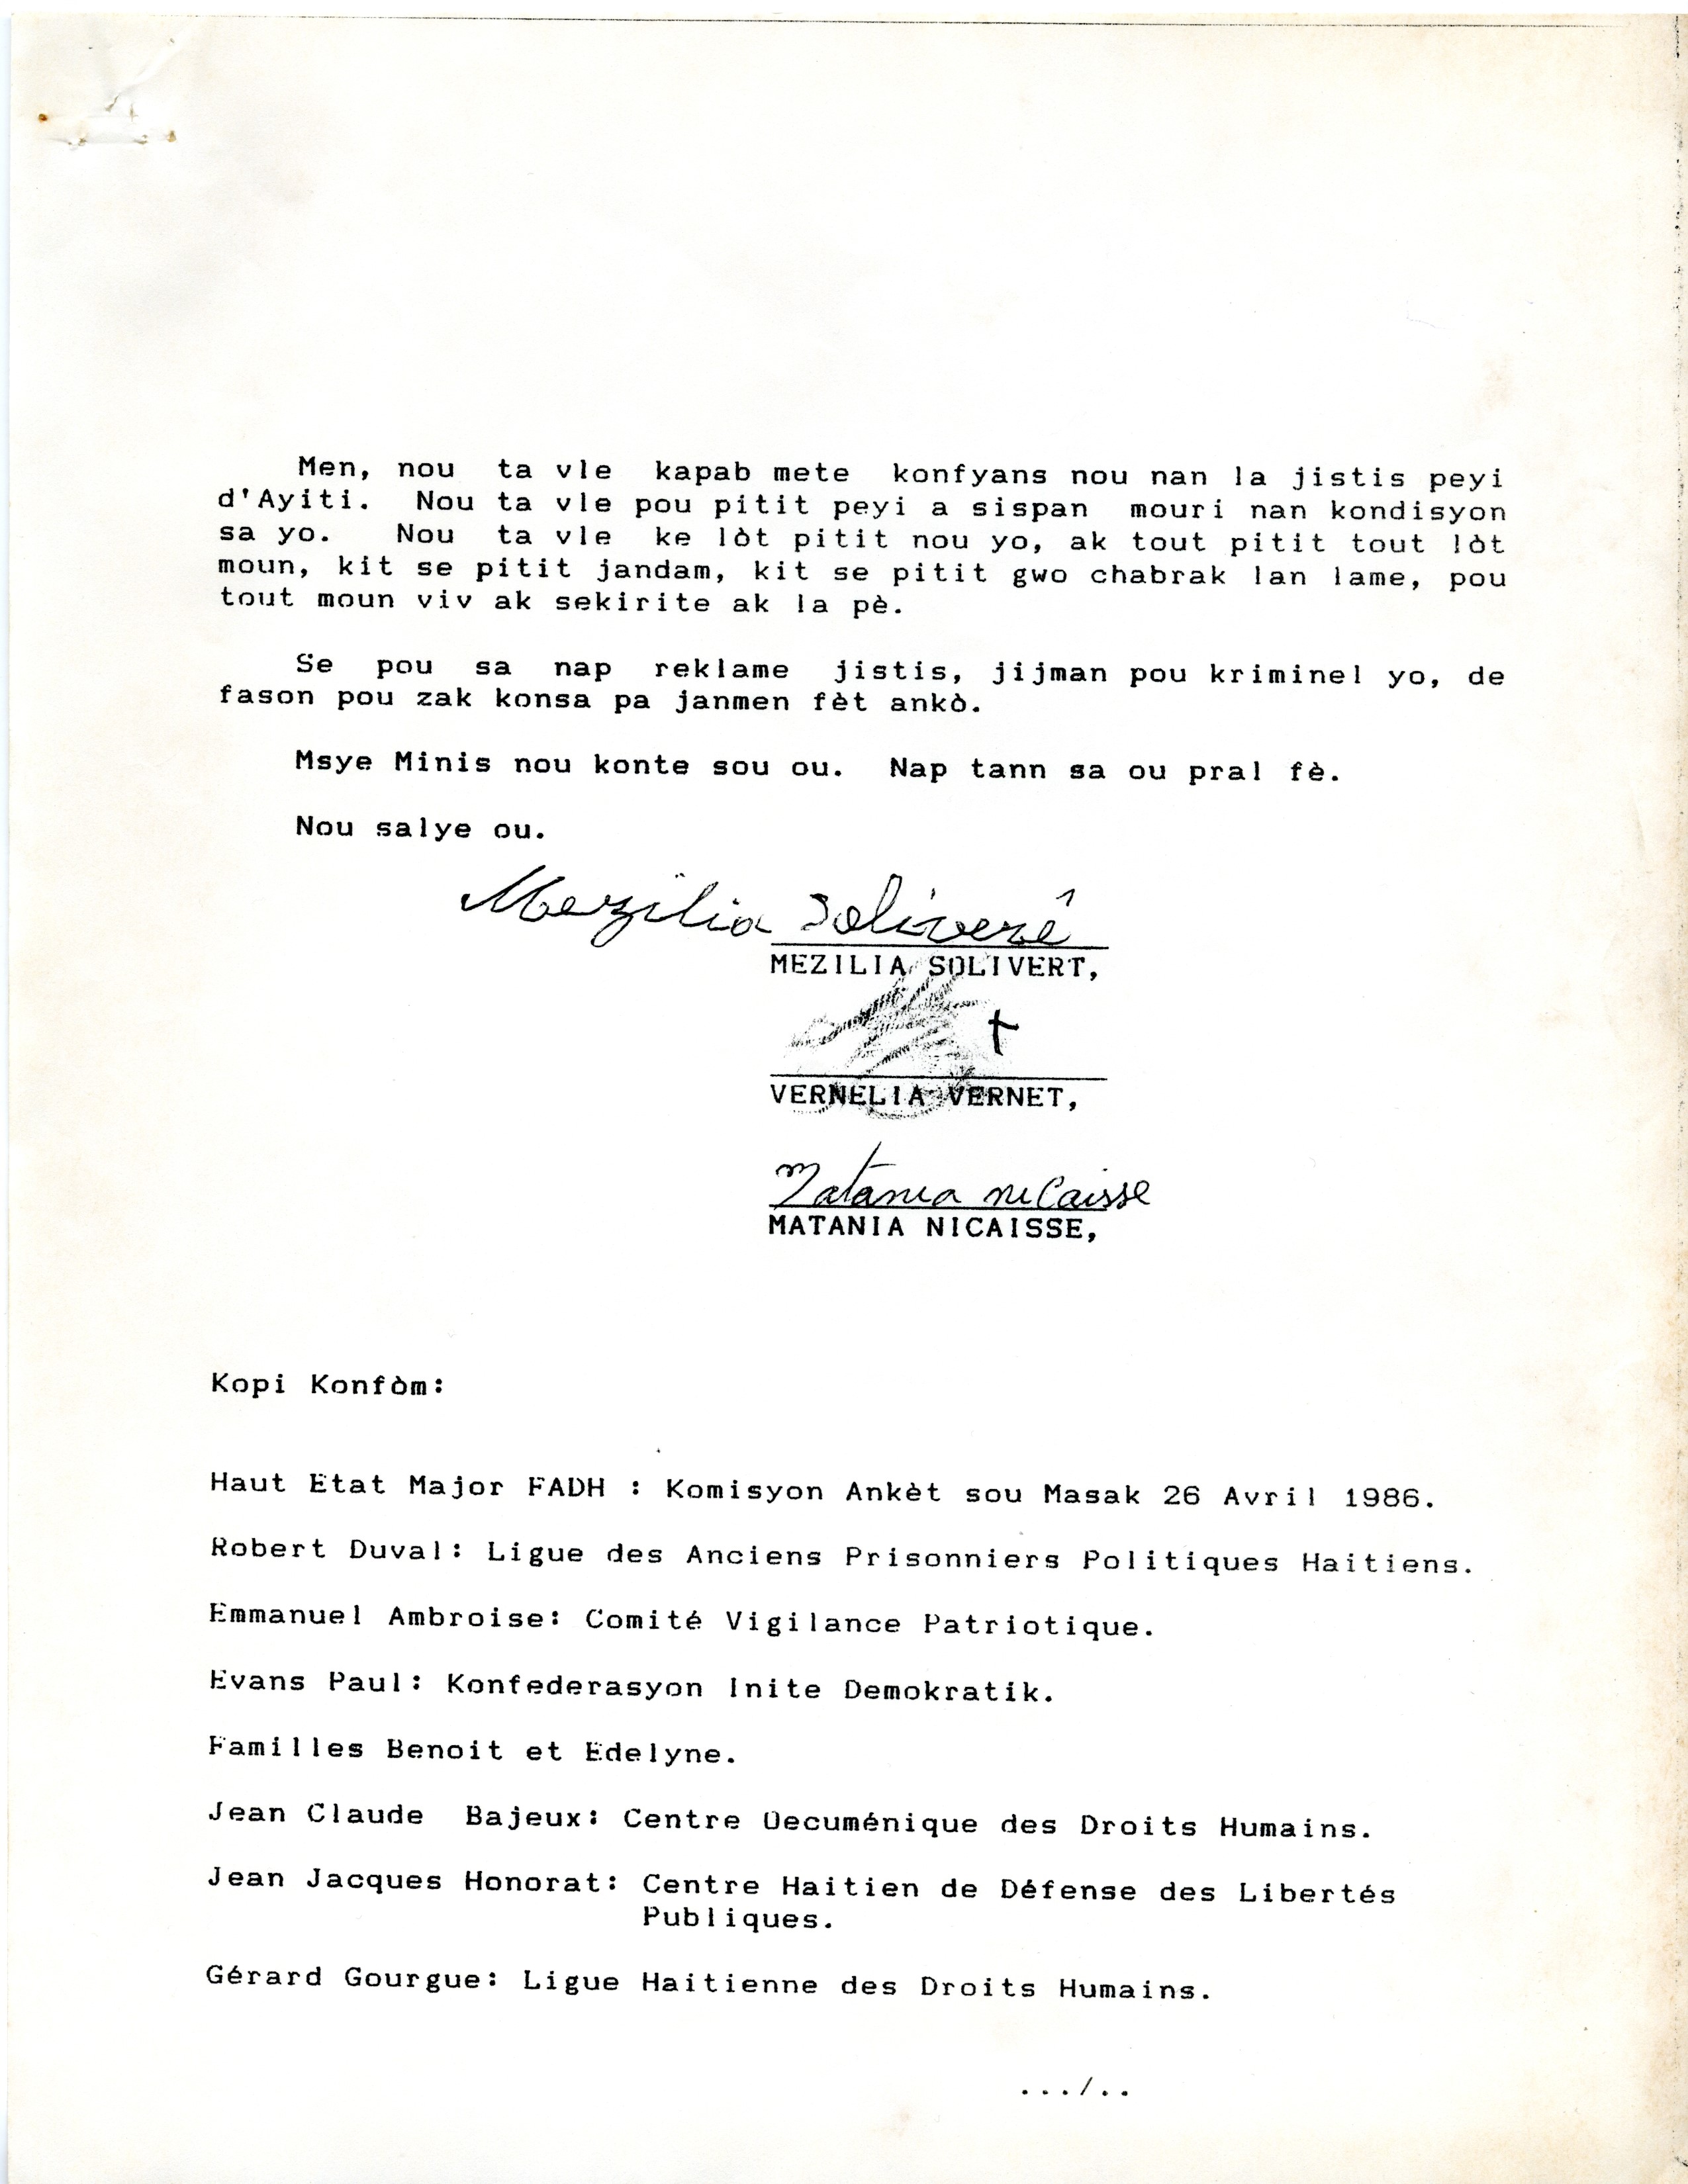 Men, nou ta vle kapab mete konfyans nou nan la jistis peyi
d'Ayiti. Nou ta vle pou pitit peyi a sispan mouri nan kondisyon
sa yo. Nou ta vle ke lòt pitit nou yo, ak tout pitit tout lòt
moun, kit se pitit jandam, kit se pitit gwo chabrak lan lame, pou
tout moun viv ak sekirite ak la pè.
Se pou sa nap reklame jistis, jijman pou kriminel yo, de
fason pou zak konsa pa janmen fèt ankò.
Msye Minis nou konte sou ou. Nap tann sa ou pral fè.
Nou salye ou.
Mezilia Soliverê
MEZILIA SOLIVERT,
VERNELIA VERNET,
Matania nicaisse
MATANIA NICAISSE,
Kopi Konfòm:
Haut Etat Major FADH : Komisyon Ankèt sou Masak 26 Avril 1986.
Robert Duval: Ligue des Anciens Prisonniers Politiques Haitiens.
Emmanuel Ambroise: Comité Vigilance Patriotique.
Evans Paul: Konfederasyon Inite Demokratik.
Familles Benoit et Edelyne.
Jean Claude Bajeux: Centre Oecuménique des Droits Humains.
Jean Jacques Honorat: Centre Haitien de Défense des Libertés
Publiques.
Gérard Gourgue: Ligue Haitienne des Droits Humains.
.../..